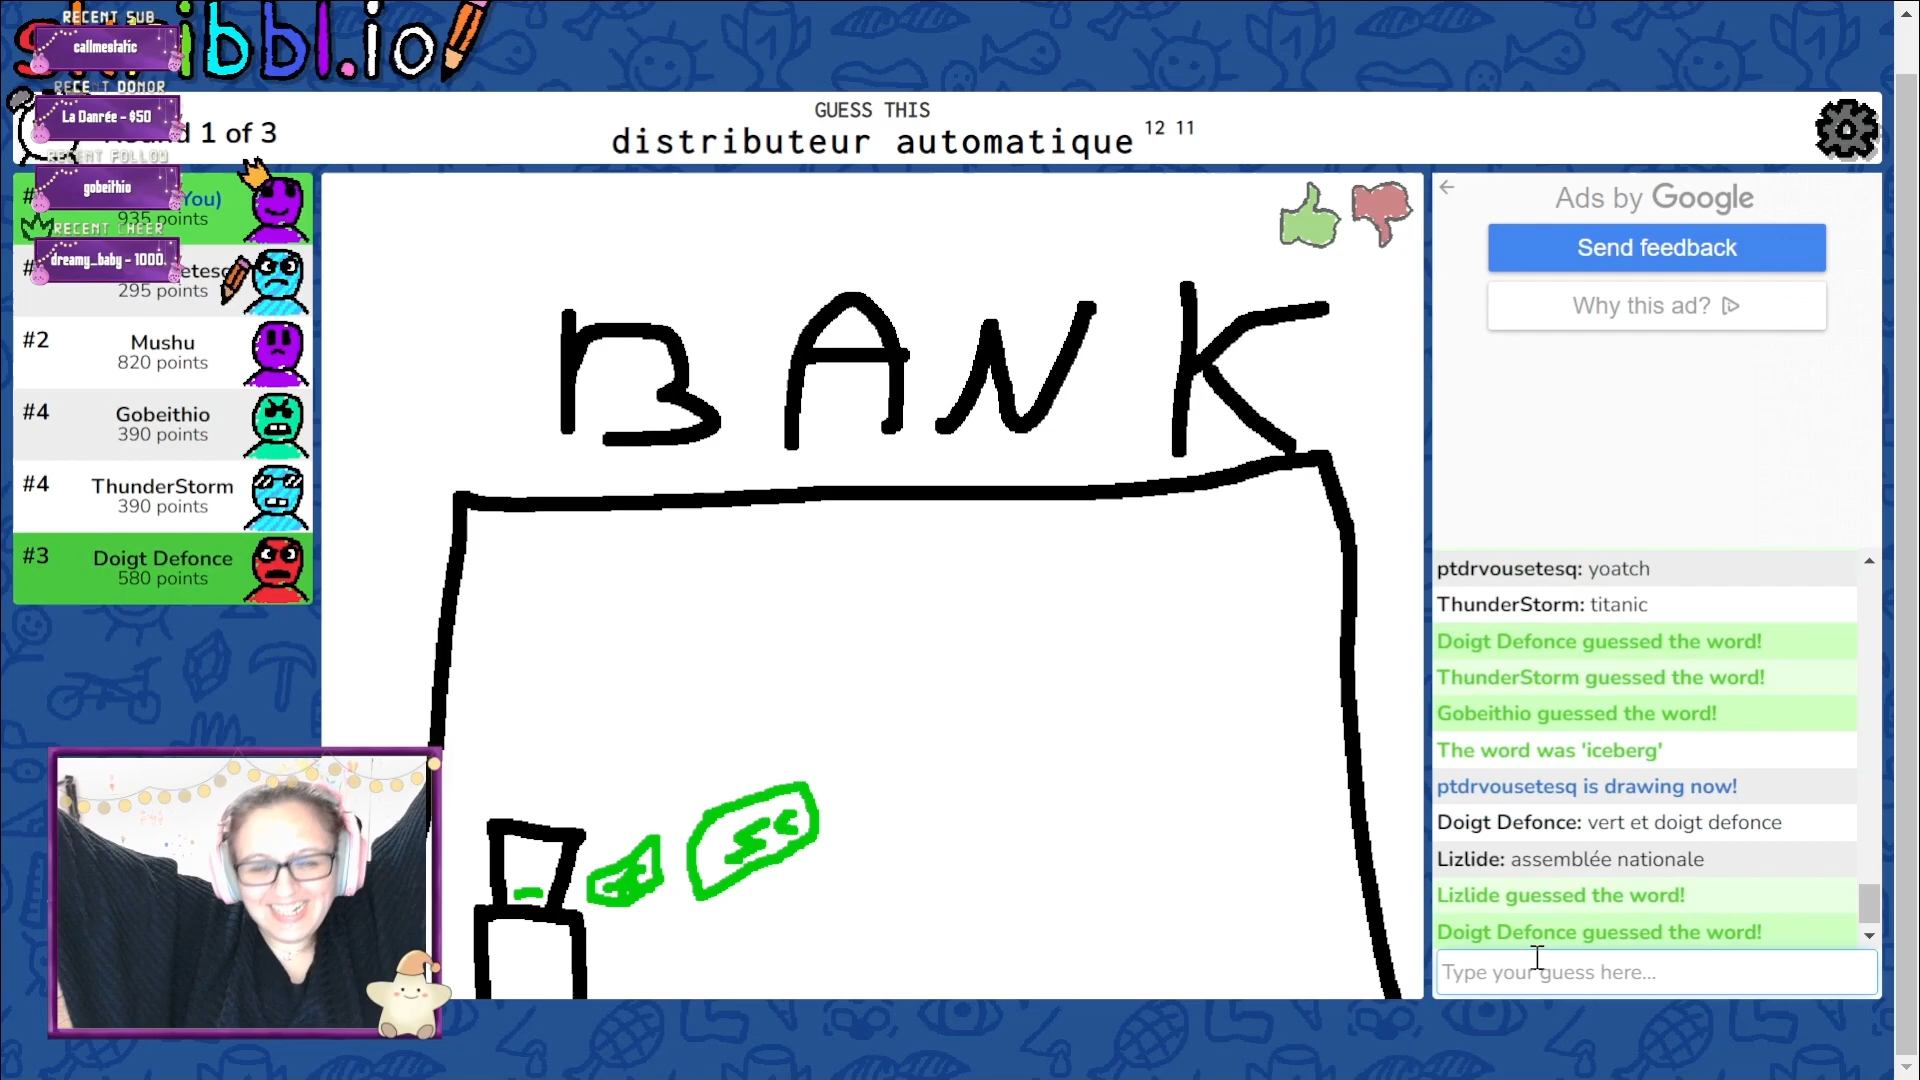 RECENT SUB
callmestatic
ibbl.io
RECENT DONOR
La Danrée - $50
d 1 of 3
RECENT FOLLOW
gobeithio
RECENT CHEER
dreamy_baby - 1000
GUESS THIS
distributeur automatique 12 11
You)
935 points
etesq
295 points
#2
Mushu
820 points
#4
Gobeithio
390 points
#4
ThunderStorm
390 points
#3
Doigt Defonce
580 points
BANK
5€
Ads by Google
Send feedback
Why this ad?
ptdrvousetesq: yoatch
ThunderStorm: titanic
Doigt Defonce guessed the word!
ThunderStorm guessed the word!
Gobeithio guessed the word!
The word was 'iceberg'
ptdrvousetesq is drawing now!
Doigt Defonce: vert et doigt defonce
Lizlide: assemblée nationale
Lizlide guessed the word!
Doigt Defonce guessed the word!
Type your guess here...